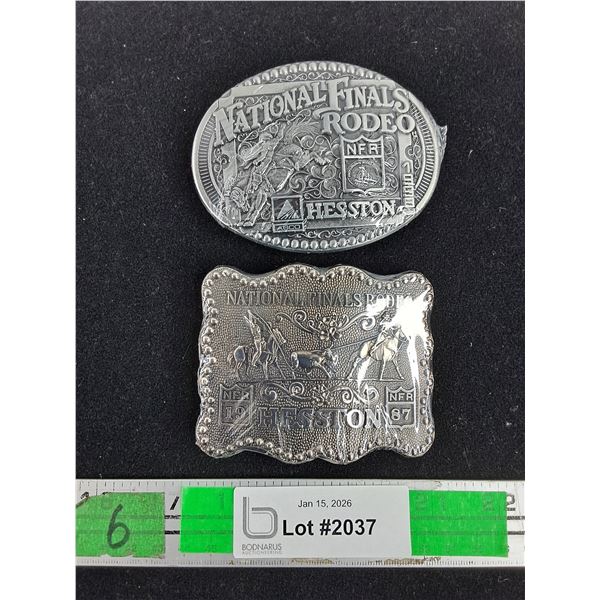 NATIONAL FINALS
RODEO
NFR
AGCO
HESSTON
NATIONAL FINALS RODEO
NFR NFR
19 HESSTON 87
6
Jan 15, 2026
Lot #2037
BODNARUS
AUCTIONEERING